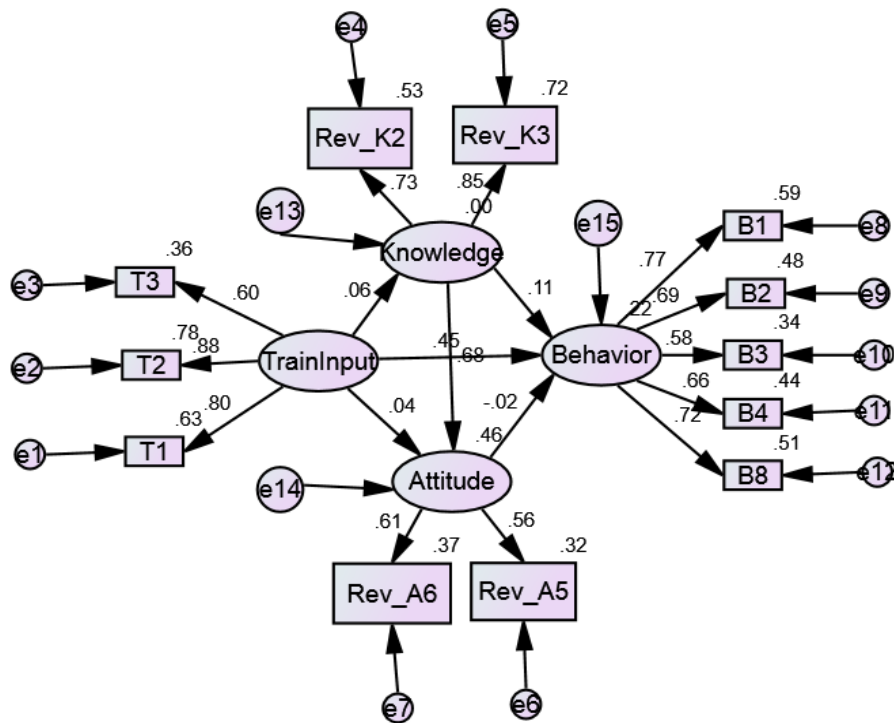 e4
e5
.53
.72
Rev_K2
Rev_K3
.73
.85
.00
e13
e15
.59
Knowledge
B1
e8
.36
.77
.48
e3
T3
.60
.06
.11
.69
B2
e9
.78
.88
.45
.68
.22
.34
e2
T2
TrainInput
Behavior
.58
B3
e10
.80
.04
-.02
.66
.44
.63
.46
.72
B4
e11
e1
T1
.51
e14
Attitude
B8
e12
.61
.37
.56
.32
Rev_A6
Rev_A5
e7
e6